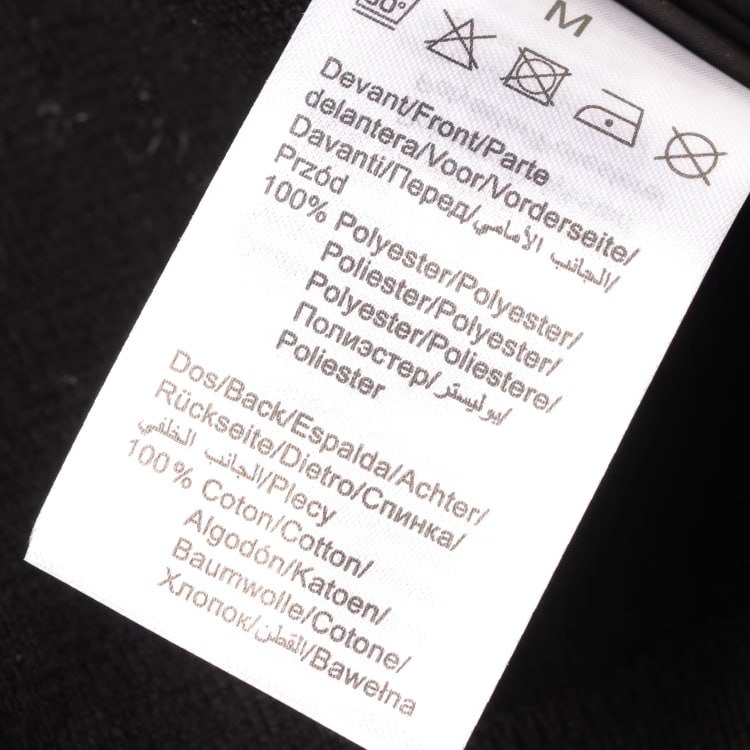 M
Devant/Front/Parte
delantera/Voor/Vorderseite/
Davanti/Перед/الجانب الأمامي/
Przód
100% Polyester/Polyester/
Poliester/Polyester/
Polyester/Poliestere/
Полиэстер/بوليستر/
Poliester
Dos/Back/Espalda/Achter/
Rückseite/Dietro/Спинка/
الجانب الخلفي/Plecy
100% Coton/Cotton/
Algodón/Katoen/
Baumwolle/Cotone/
Хлопок/القطن/Bawełna